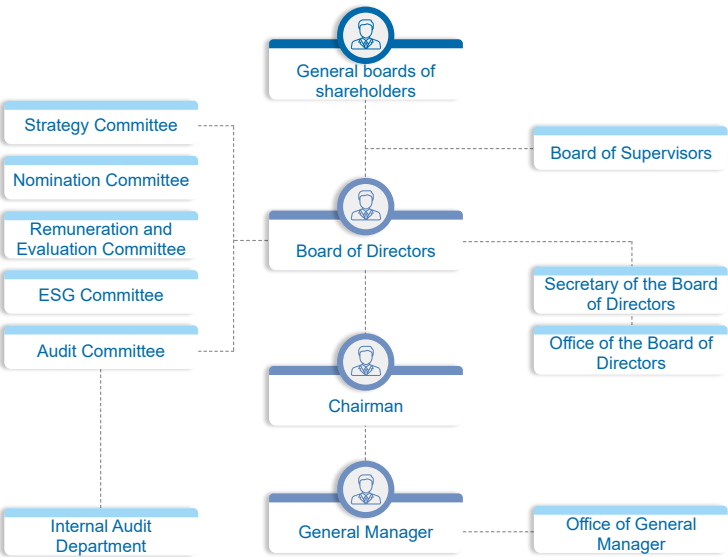 General boards of
shareholders
Strategy Committee
Board of Supervisors
Nomination Committee
Remuneration and
Evaluation Committee
Board of Directors
ESG Committee
Secretary of the Board
of Directors
Audit Committee
Office of the Board of
Directors
Chairman
Internal Audit
Department
General Manager
Office of General
Manager